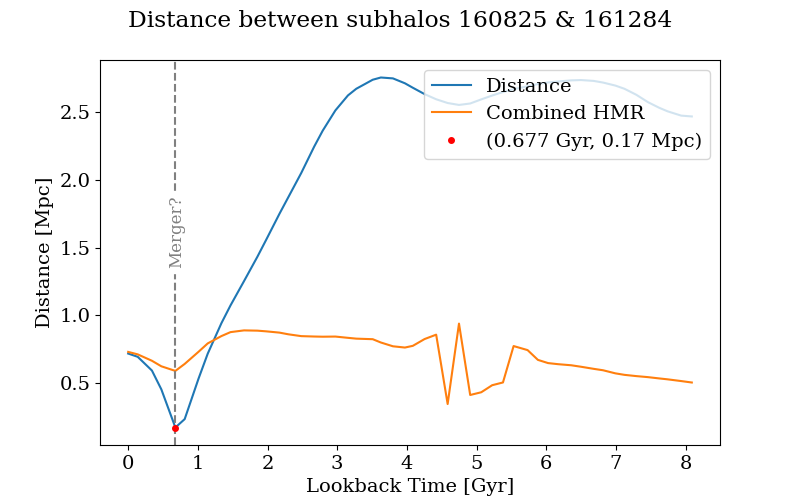 Distance between subhalos 160825 & 161284
Distance
Combined HMR
(0.677 Gyr, 0.17 Mpc)
Merger?
Distance [Mpc]
2.5
2.0
1.5
1.0
0.5
0 1 2 3 4 5 6 7 8
Lookback Time [Gyr]